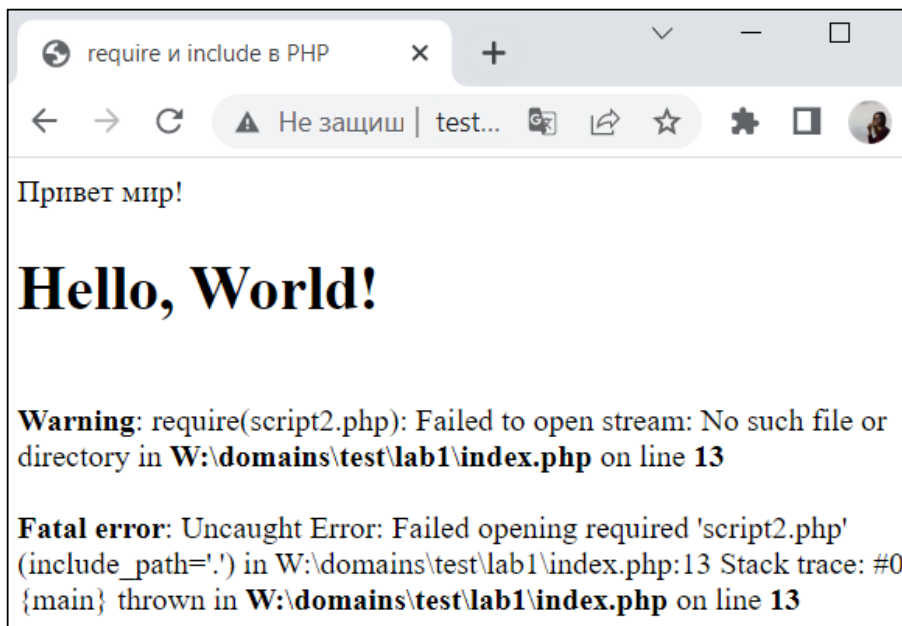 require и include в PHP
Не защищ test...
Привет мир!
Hello, World!
Warning: require(script2.php): Failed to open stream: No such file or
directory in W:\domains\test\lab1\index.php on line 13
Fatal error: Uncaught Error: Failed opening required 'script2.php'
(include_path='.') in W:\domains\test\lab1\index.php:13 Stack trace: #0
{main} thrown in W:\domains\test\lab1\index.php on line 13